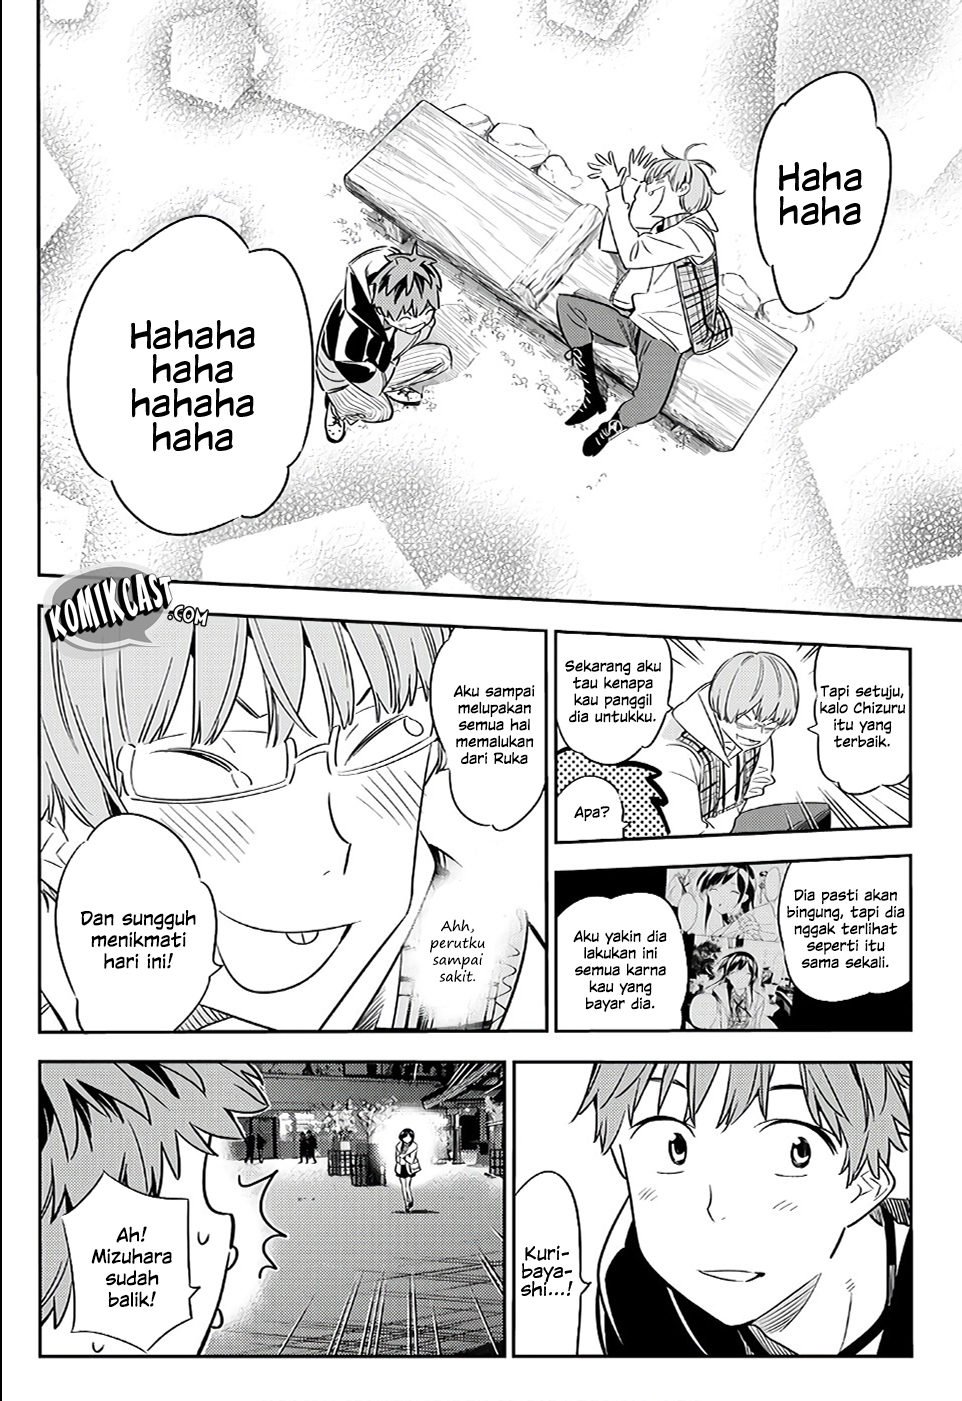 Haha
haha
Hahaha
haha
hahaha
haha
KOMIKCAST
.COM
Tapi setuju,
kalo Chizuru
itu yang
terbaik.
Sekarang aku
tau kenapa
kau panggil
dia untukku.
Apa?
Dia pasti akan
bingung, tapi dia
nggak terlihat
seperti itu
sama sekali.
Aku yakin dia
lakukan ini
semua karna
kau yang
bayar dia.
Aku sampai
melupakan
semua hal
memalukan
dari Ruka
Ahh,
perutku
sampai
sakit.
Dan sungguh
menikmati
hari ini!
Kuri-
baya-
shi...!
Ah!
Mizuhara
sudah
balik!